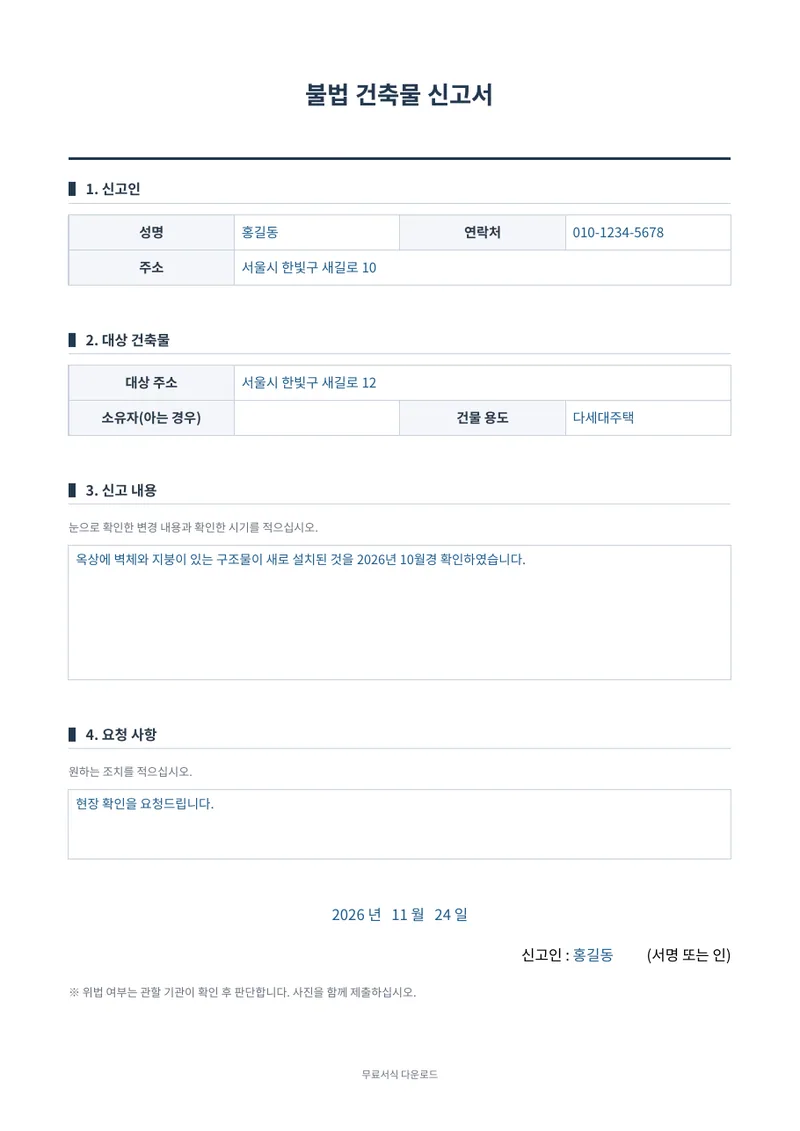 불법 건축물 신고서
1. 신고인
성명 홍길동 연락처 010-1234-5678
주소 서울시 한빛구 새길로 10
2. 대상 건축물
대상 주소 서울시 한빛구 새길로 12
소유자(아는 경우) 건물 용도 다세대주택
3. 신고 내용
눈으로 확인한 변경 내용과 확인한 시기를 적으십시오.
옥상에 벽체와 지붕이 있는 구조물이 새로 설치된 것을 2026년 10월경 확인하였습니다.
4. 요청 사항
원하는 조치를 적으십시오.
현장 확인을 요청드립니다.
2026 년 11 월 24 일
신고인 : 홍길동 (서명 또는 인)
※ 위법 여부는 관할 기관이 확인 후 판단합니다. 사진을 함께 제출하십시오.
무료서식 다운로드